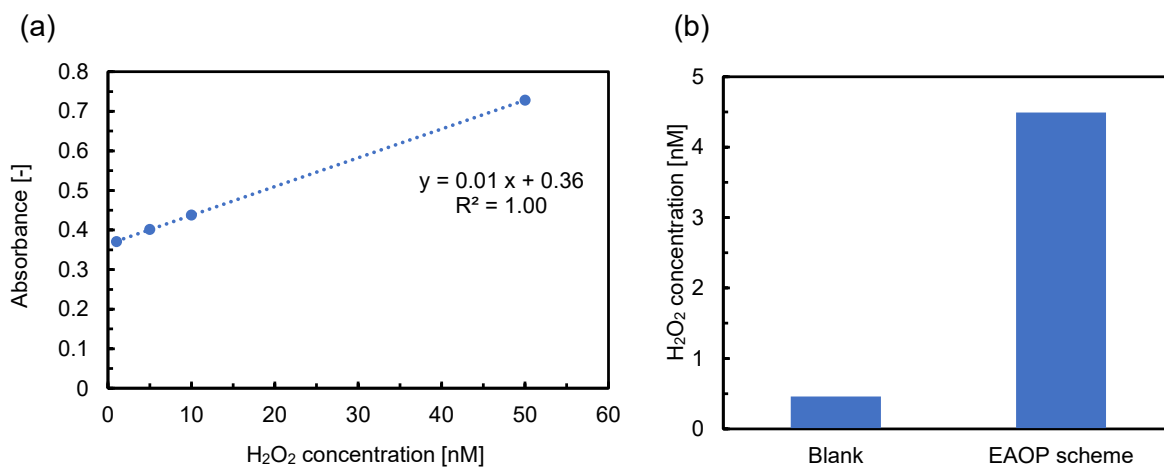 (a)
0.8
0.7
0.6
0.5
0.4
0.3
0.2
0.1
0
Absorbance [-]
y = 0.01 x + 0.36
R² = 1.00
0 10 20 30 40 50 60
H₂O₂ concentration [nM]
(b)
5
4
3
2
1
0
H₂O₂ concentration [nM]
Blank EAOP scheme